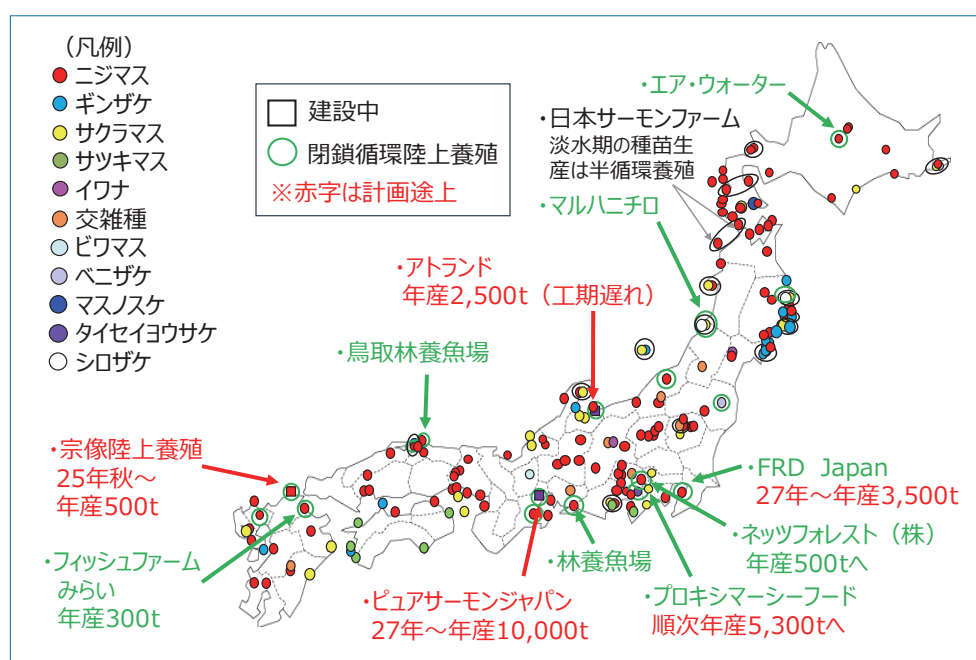 （凡例）
ニジマス
ギンザケ
サクラマス
サツキマス
イワナ
交雑種
ビワマス
ベニザケ
マスノスケ
タイセイヨウサケ
シロザケ
建設中
閉鎖循環陸上養殖
※赤字は計画途上
・エア・ウォーター
・日本サーモンファーム
淡水期の種苗生
産は半循環養殖
・マルハニチロ
・アトランド
年産2,500t（工期遅れ）
・鳥取林養魚場
・宗像陸上養殖
25年秋～
年産500t
・フィッシュファーム
みらい
年産300t
・ピュアサーモンジャパン
27年～年産10,000t
・林養魚場
・FRD Japan
27年～年産3,500t
・ネッツフォレスト（株）
年産500tへ
・プロキシマーシーフード
順次年産5,300tへ